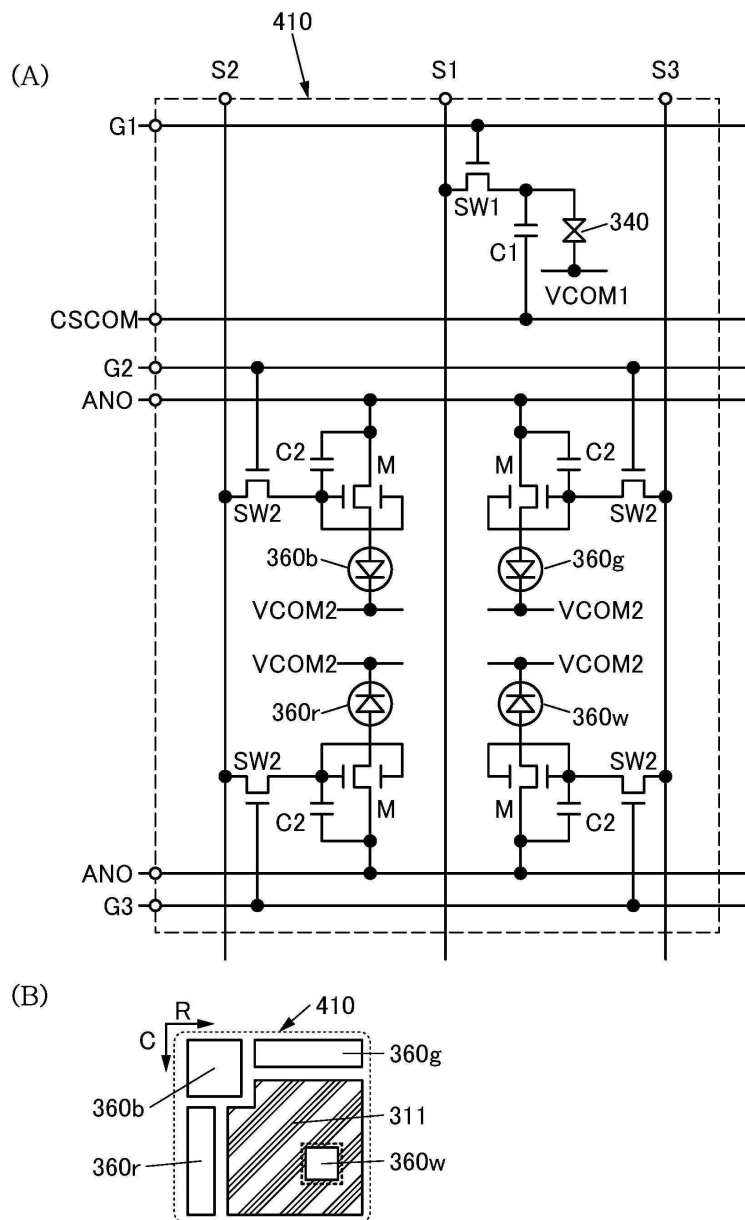 410
(A)
S2 S1 S3
G1
SW1
340
C1
VCOM1
CSCOM
G2
ANO
C2 M M C2
SW2 SW2
360b 360g
VCOM2 VCOM2
VCOM2 VCOM2
360r 360w
SW2 SW2
C2 M M C2
ANO
G3
(B)
R 410
C
360g
360b
311
360r 360w